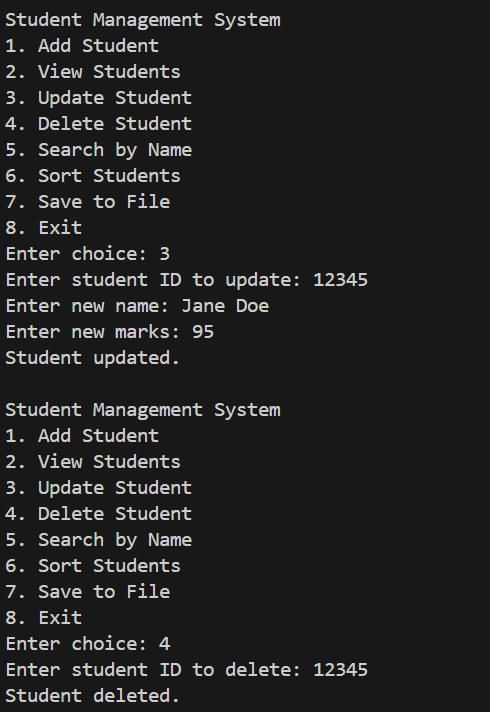 Student Management System
1. Add Student
2. View Students
3. Update Student
4. Delete Student
5. Search by Name
6. Sort Students
7. Save to File
8. Exit
Enter choice: 3
Enter student ID to update: 12345
Enter new name: Jane Doe
Enter new marks: 95
Student updated.

Student Management System
1. Add Student
2. View Students
3. Update Student
4. Delete Student
5. Search by Name
6. Sort Students
7. Save to File
8. Exit
Enter choice: 4
Enter student ID to delete: 12345
Student deleted.